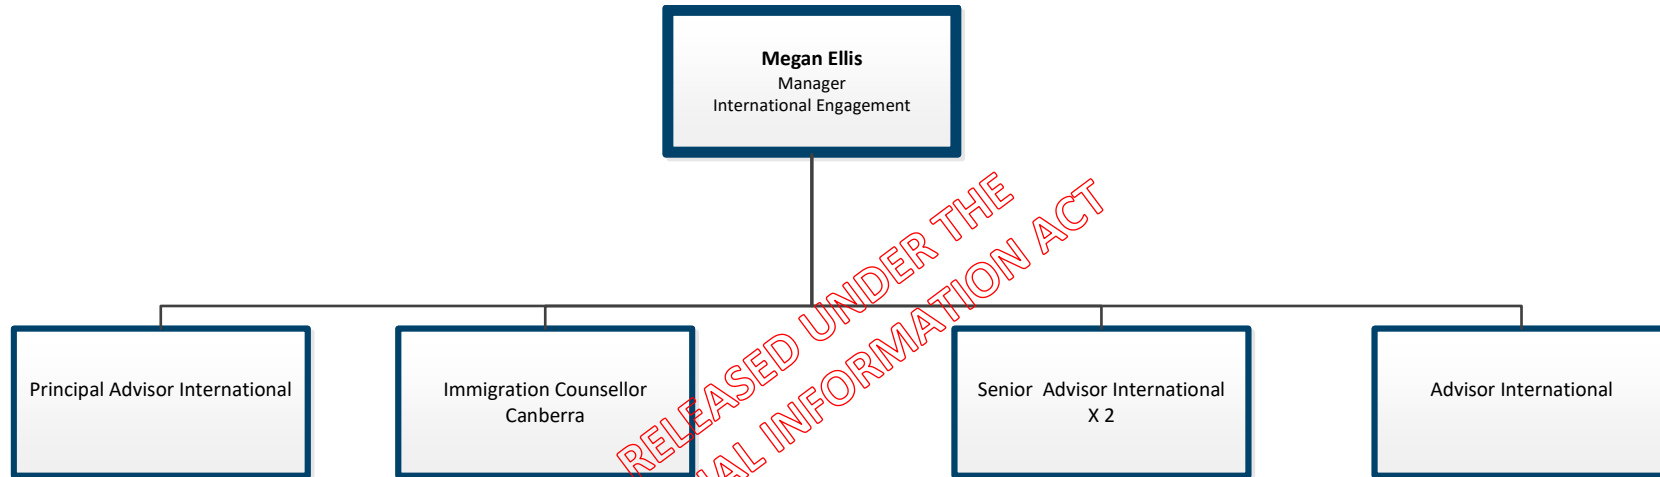 Megan Ellis
Manager
International Engagement
RELEASED UNDER THE
INFORMATION ACT
Principal Advisor International
Immigration Counsellor
Canberra
Senior Advisor International
X 2
Advisor International